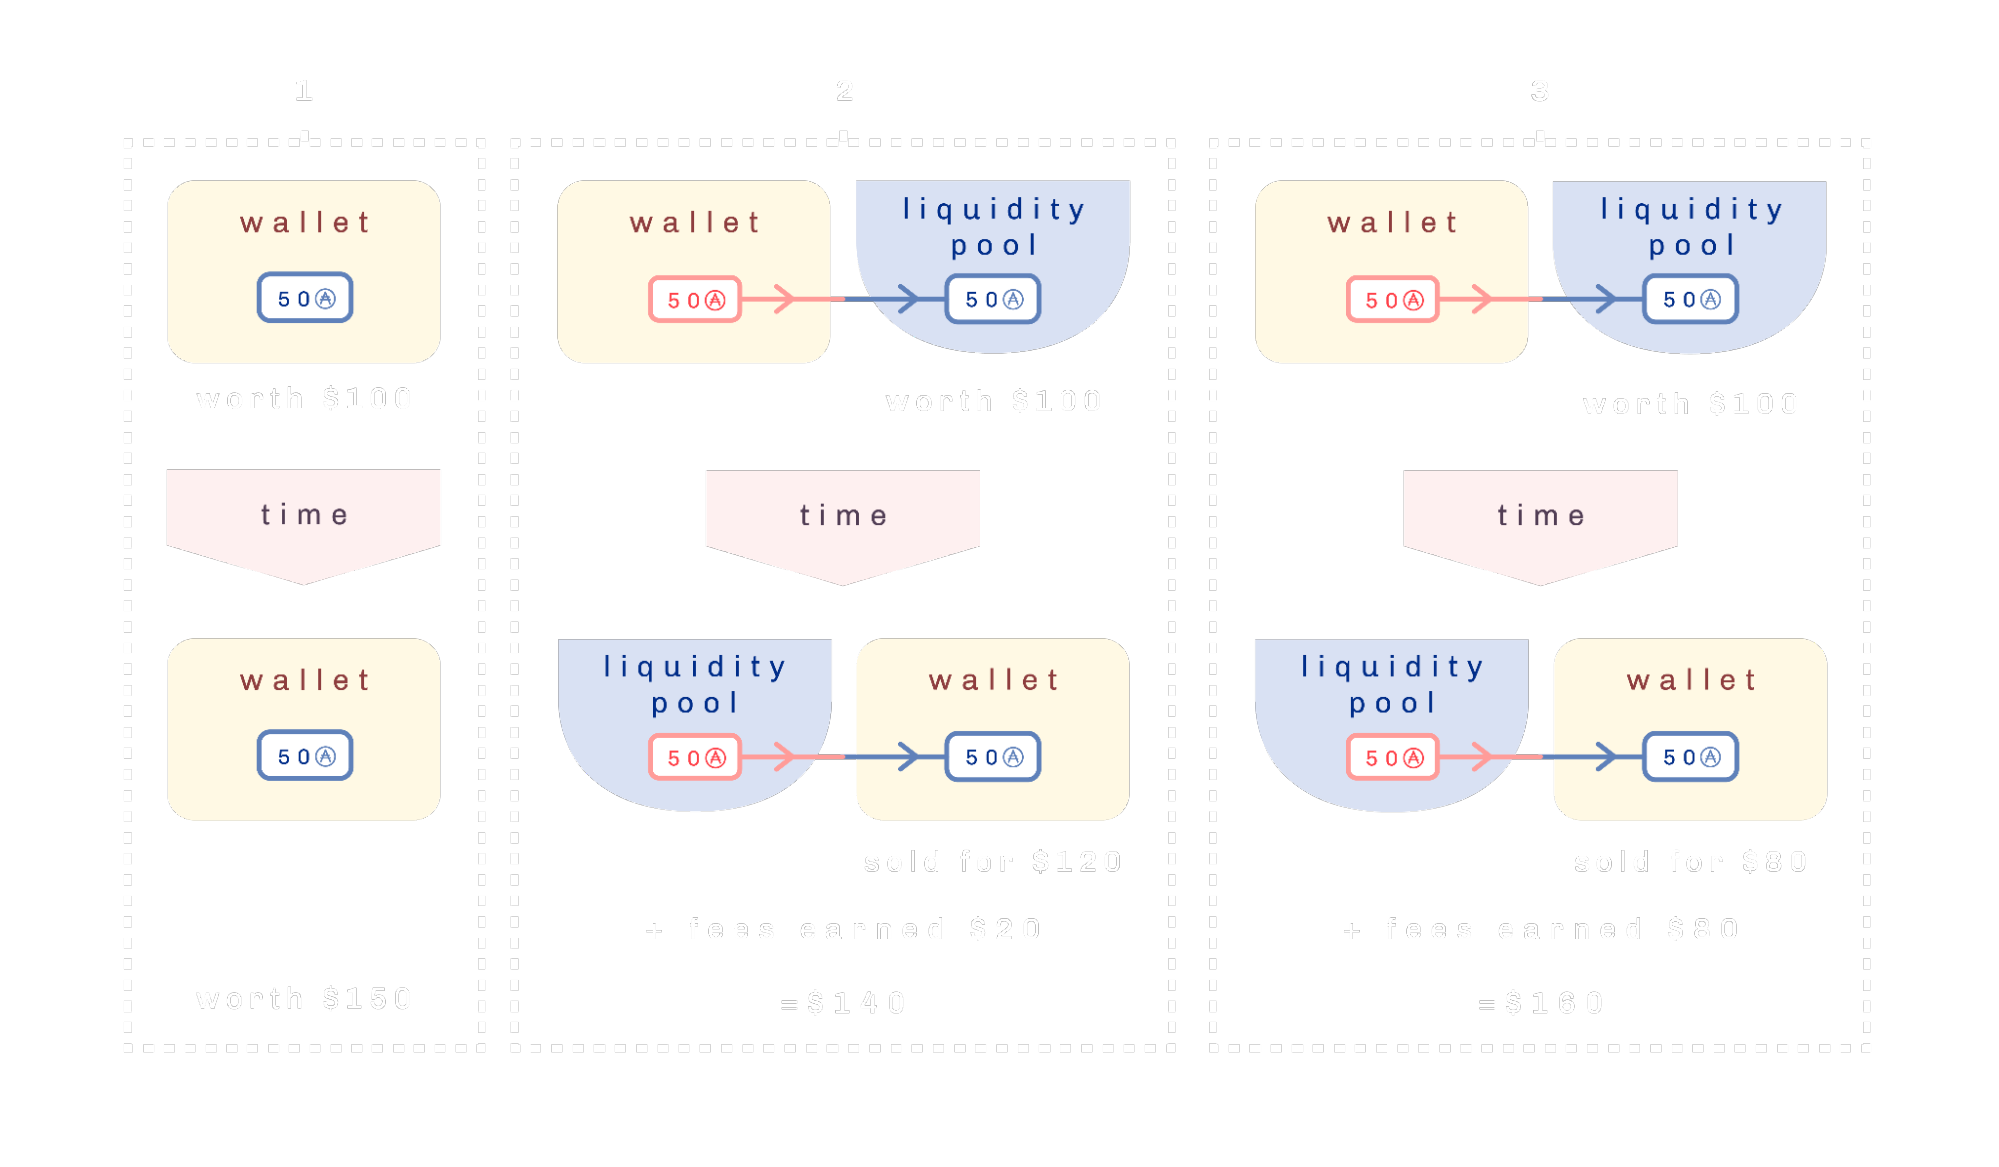 1
wallet
50Ⓐ
worth $100
time
wallet
50Ⓐ
worth $150
2
wallet
50Ⓐ
liquidity
pool
50Ⓐ
worth $100
time
liquidity
pool
50Ⓐ
wallet
50Ⓐ
sold for $120
+ fees earned $20
=$140
3
wallet
50Ⓐ
liquidity
pool
50Ⓐ
worth $100
time
liquidity
pool
50Ⓐ
wallet
50Ⓐ
sold for $80
+ fees earned $80
=$160